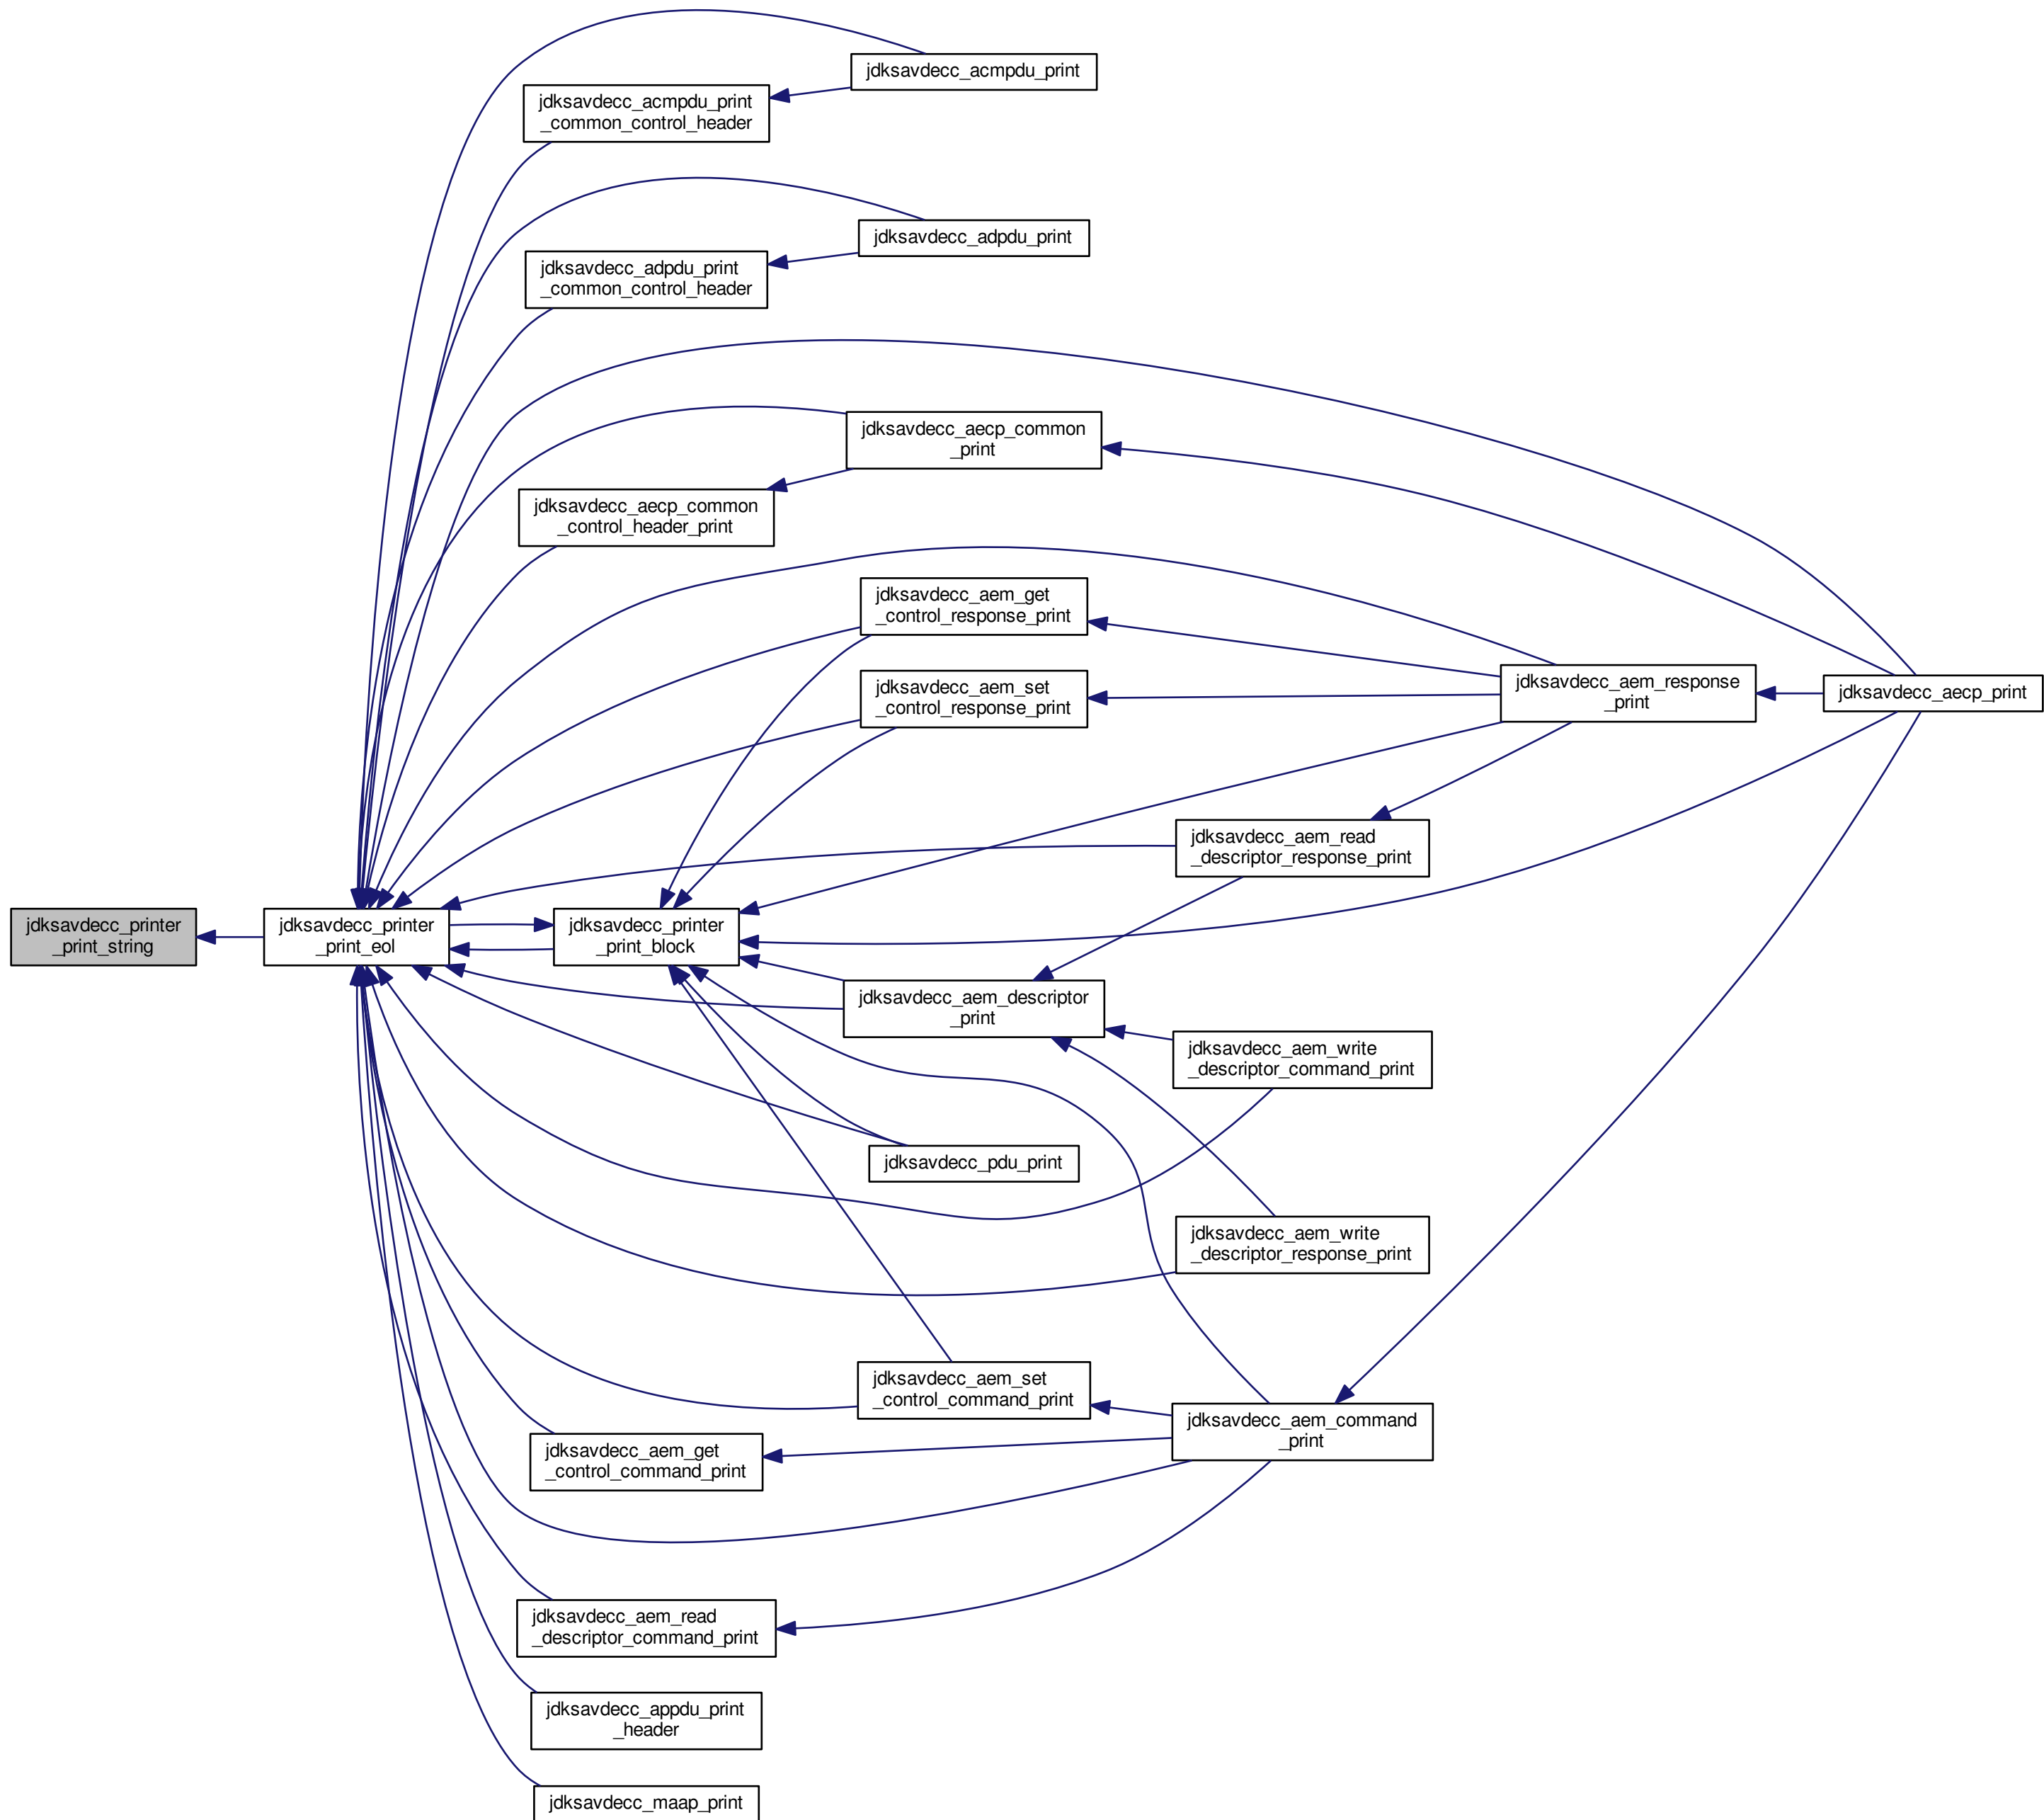 jdksavdecc_acmpdu_print
jdksavdecc_acmpdu_print
_common_control_header
jdksavdecc_adpdu_print
jdksavdecc_adpdu_print
_common_control_header
jdksavdecc_aecp_common
_print
jdksavdecc_aecp_common
_control_header_print
jdksavdecc_aem_get
_control_response_print
jdksavdecc_aem_set
_control_response_print
jdksavdecc_aem_response
_print
jdksavdecc_aecp_print
jdksavdecc_aem_read
_descriptor_response_print
jdksavdecc_printer
_print_string
jdksavdecc_printer
_print_eol
jdksavdecc_printer
_print_block
jdksavdecc_aem_descriptor
_print
jdksavdecc_aem_write
_descriptor_command_print
jdksavdecc_pdu_print
jdksavdecc_aem_write
_descriptor_response_print
jdksavdecc_aem_set
_control_command_print
jdksavdecc_aem_command
_print
jdksavdecc_aem_get
_control_command_print
jdksavdecc_aem_read
_descriptor_command_print
jdksavdecc_appdu_print
_header
jdksavdecc_maap_print